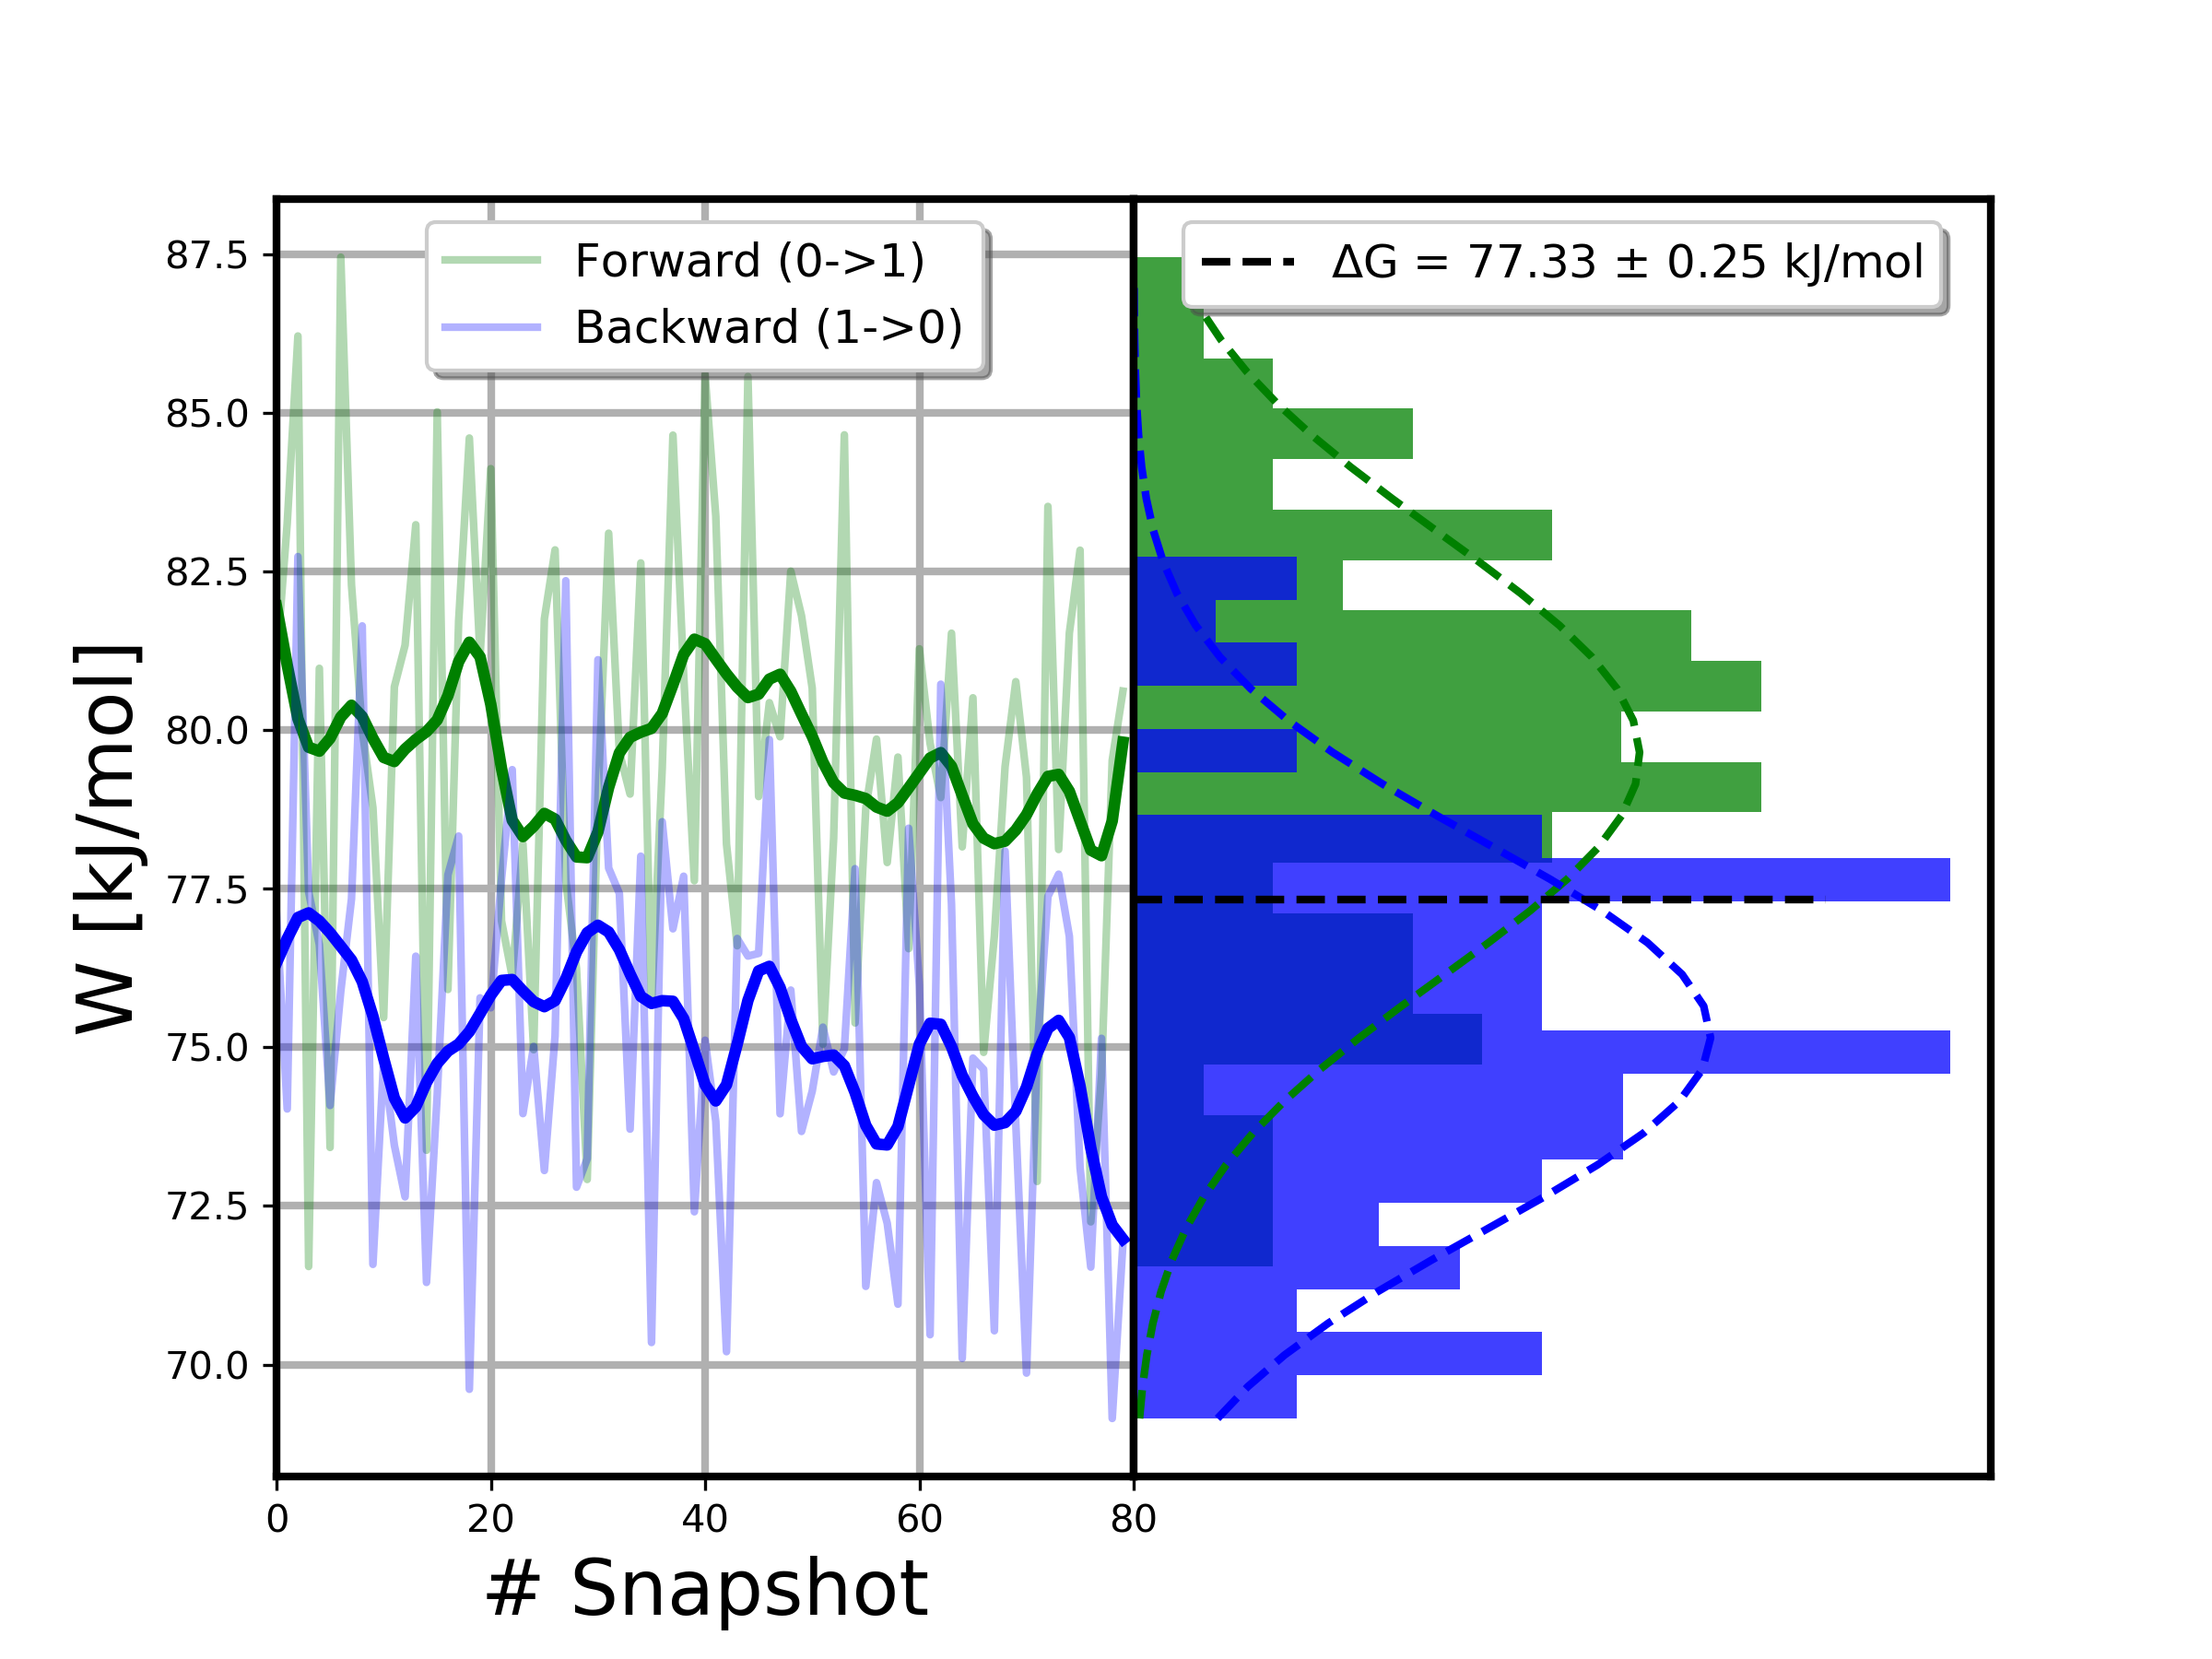 Forward (0->1)
Backward (1->0)
ΔG = 77.33 ± 0.25 kJ/mol
W [kJ/mol]
87.5
85.0
82.5
80.0
77.5
75.0
72.5
70.0
0
20
40
60
80
# Snapshot